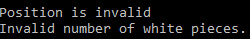 Position is invalid
Invalid number of white pieces.